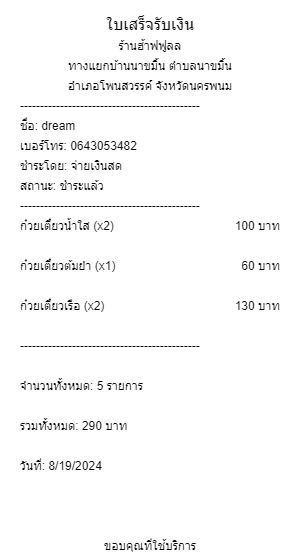 ใบเสร็จรับเงิน
ร้านฮ้าฟฟูลล
ทางแยกบ้านนาขมิ้น ตำบลนาขมิ้น
อำเภอโพนสวรรค์ จังหวัดนครพนม
---------------------------------------------
ชื่อ: dream
เบอร์โทร: 0643053482
ชำระโดย: จ่ายเงินสด
สถานะ: ชำระแล้ว
---------------------------------------------
ก๋วยเตี๋ยวน้ำใส (x2) 100 บาท
ก๋วยเตี๋ยวต้มยำ (x1) 60 บาท
ก๋วยเตี๋ยวเรือ (x2) 130 บาท
---------------------------------------------
จำนวนทั้งหมด: 5 รายการ
รวมทั้งหมด: 290 บาท
วันที่: 8/19/2024
ขอบคุณที่ใช้บริการ